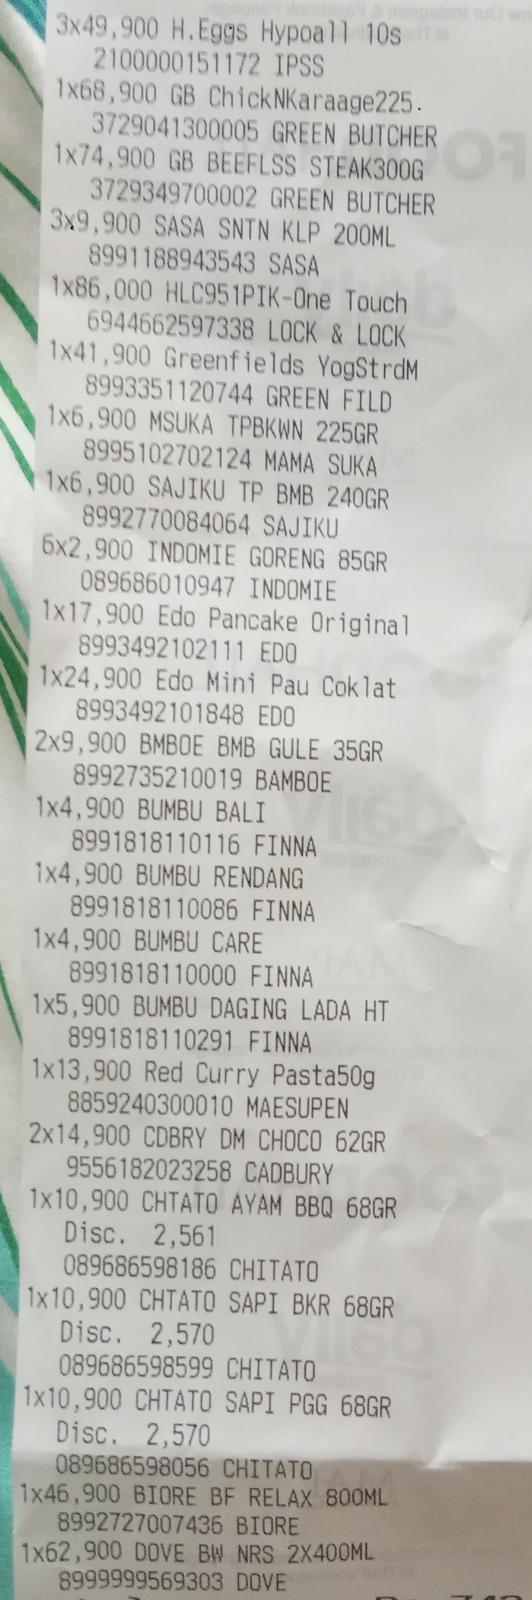 3x49,900 H.Eggs Hypoall 10s
2100000151172 IPSS
1x68,900 GB ChickNKaraage225.
3729041300005 GREEN BUTCHER
1x74,900 GB BEEFLSS STEAK300G
3729349700002 GREEN BUTCHER
3x9,900 SASA SNTN KLP 200ML
8991188943543 SASA
1x86,000 HLC951PIK-One Touch
6944662597338 LOCK & LOCK
1x41,900 Greenfields YogStrdM
8993351120744 GREEN FILD
1x6,900 MSUKA TPBKWN 225GR
8995102702124 MAMA SUKA
1x6,900 SAJIKU TP BMB 240GR
8992770084064 SAJIKU
6x2,900 INDOMIE GORENG 85GR
089686010947 INDOMIE
1x17,900 Edo Pancake Original
8993492102111 EDO
1x24,900 Edo Mini Pau Coklat
8993492101848 EDO
2x9,900 BMBOE BMB GULE 35GR
8992735210019 BAMBOE
1x4,900 BUMBU BALI
8991818110116 FINNA
1x4,900 BUMBU RENDANG
8991818110086 FINNA
1x4,900 BUMBU CARE
8991818110000 FINNA
1x5,900 BUMBU DAGING LADA HT
8991818110291 FINNA
1x13,900 Red Curry Pasta50g
8859240300010 MAESUPEN
2x14,900 CDBRY DM CHOCO 62GR
9556182023258 CADBURY
1x10,900 CHTATO AYAM BBQ 68GR
Disc. 2,561
089686598186 CHITATO
1x10,900 CHTATO SAPI BKR 68GR
Disc. 2,570
089686598599 CHITATO
1x10,900 CHTATO SAPI PGG 68GR
Disc. 2,570
089686598056 CHITATO
1x46,900 BIORE BF RELAX 800ML
8992727007436 BIORE
1x62,900 DOVE BW NRS 2X400ML
8999999569303 DOVE